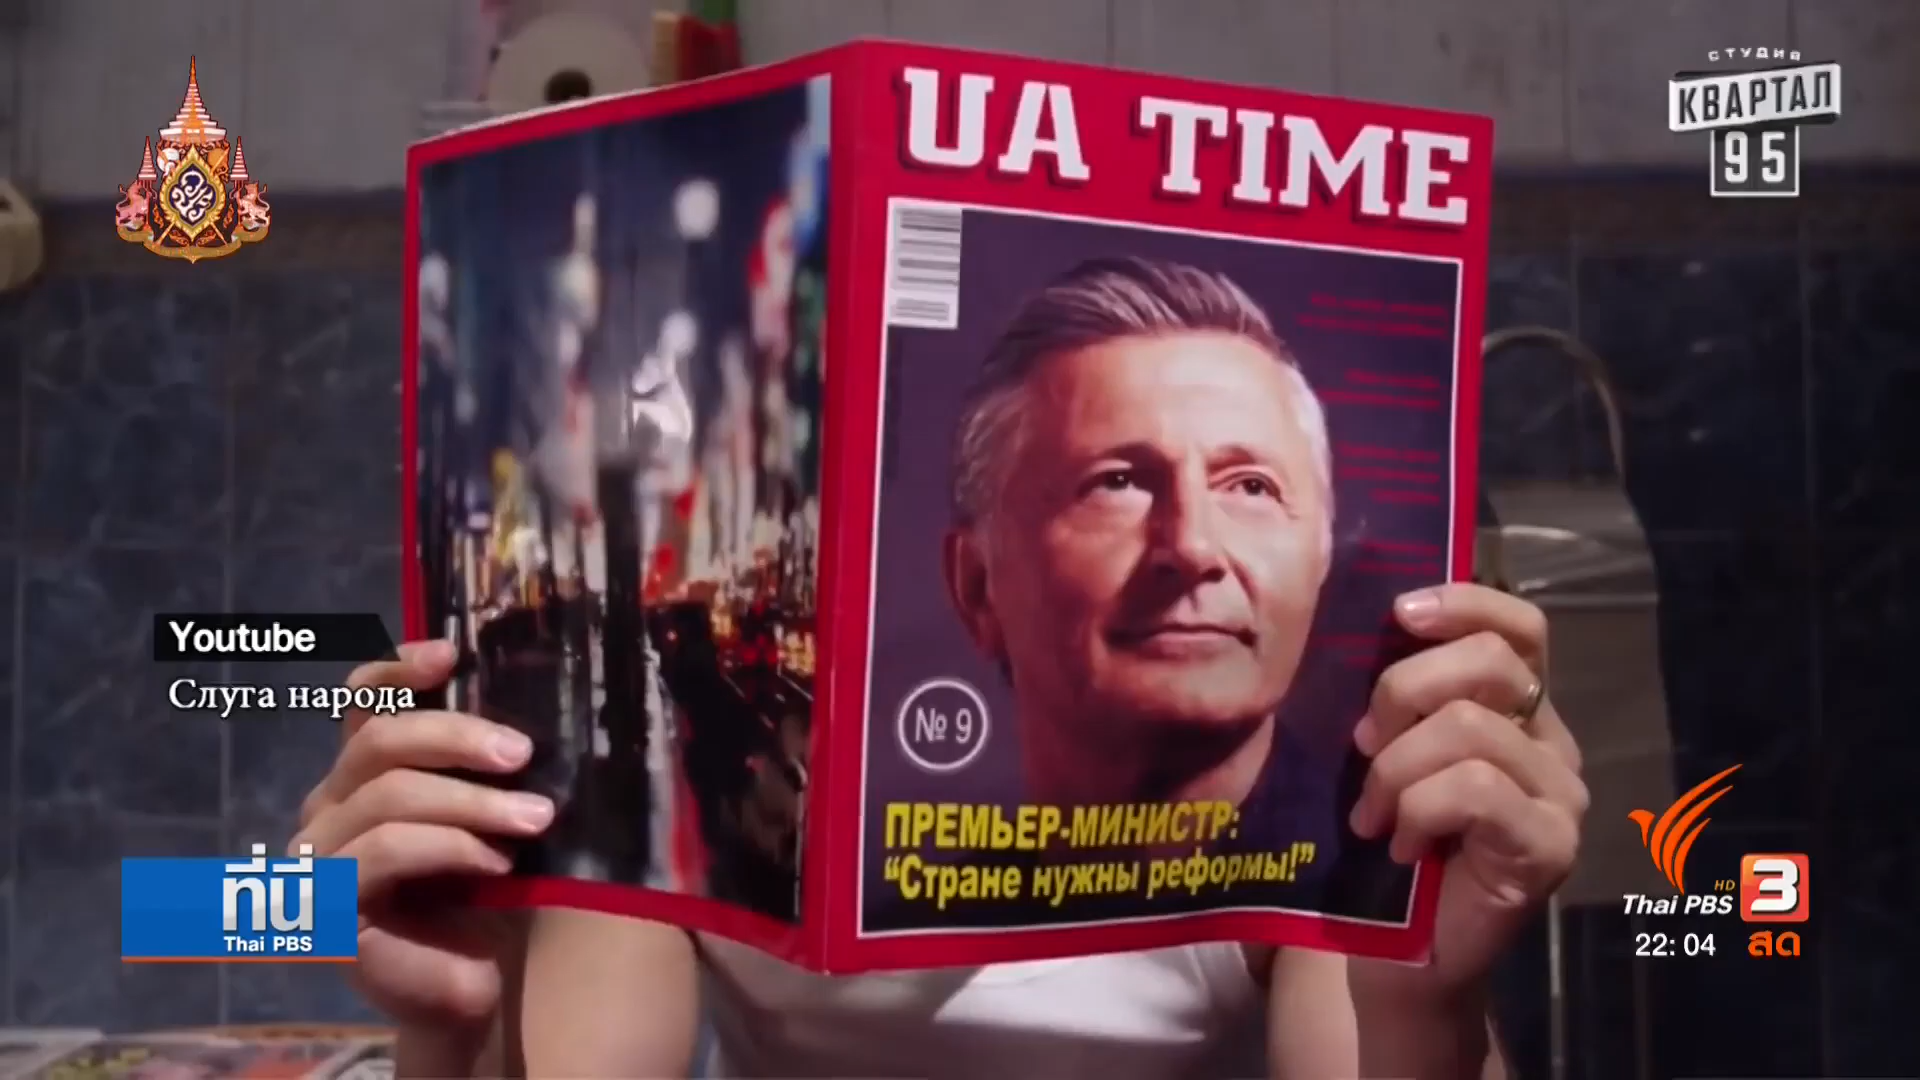 UA TIME
СТУДИЯ
КВАРТАЛ
95
Youtube
Слуга народа
№ 9
ПРЕМЬЕР-МИНИСТР:
“Стране нужны реформы!”
ที่นี่
Thai PBS
HD
Thai PBS 3
22: 04 สด